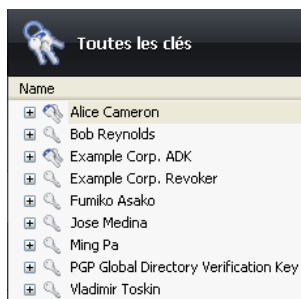 Toutes les clés
Name
Alice Cameron
Bob Reynolds
Example Corp. ADK
Example Corp. Revoker
Fumiko Asako
Jose Medina
Ming Pa
PGP Global Directory Verification Key
Vladimir Toskin